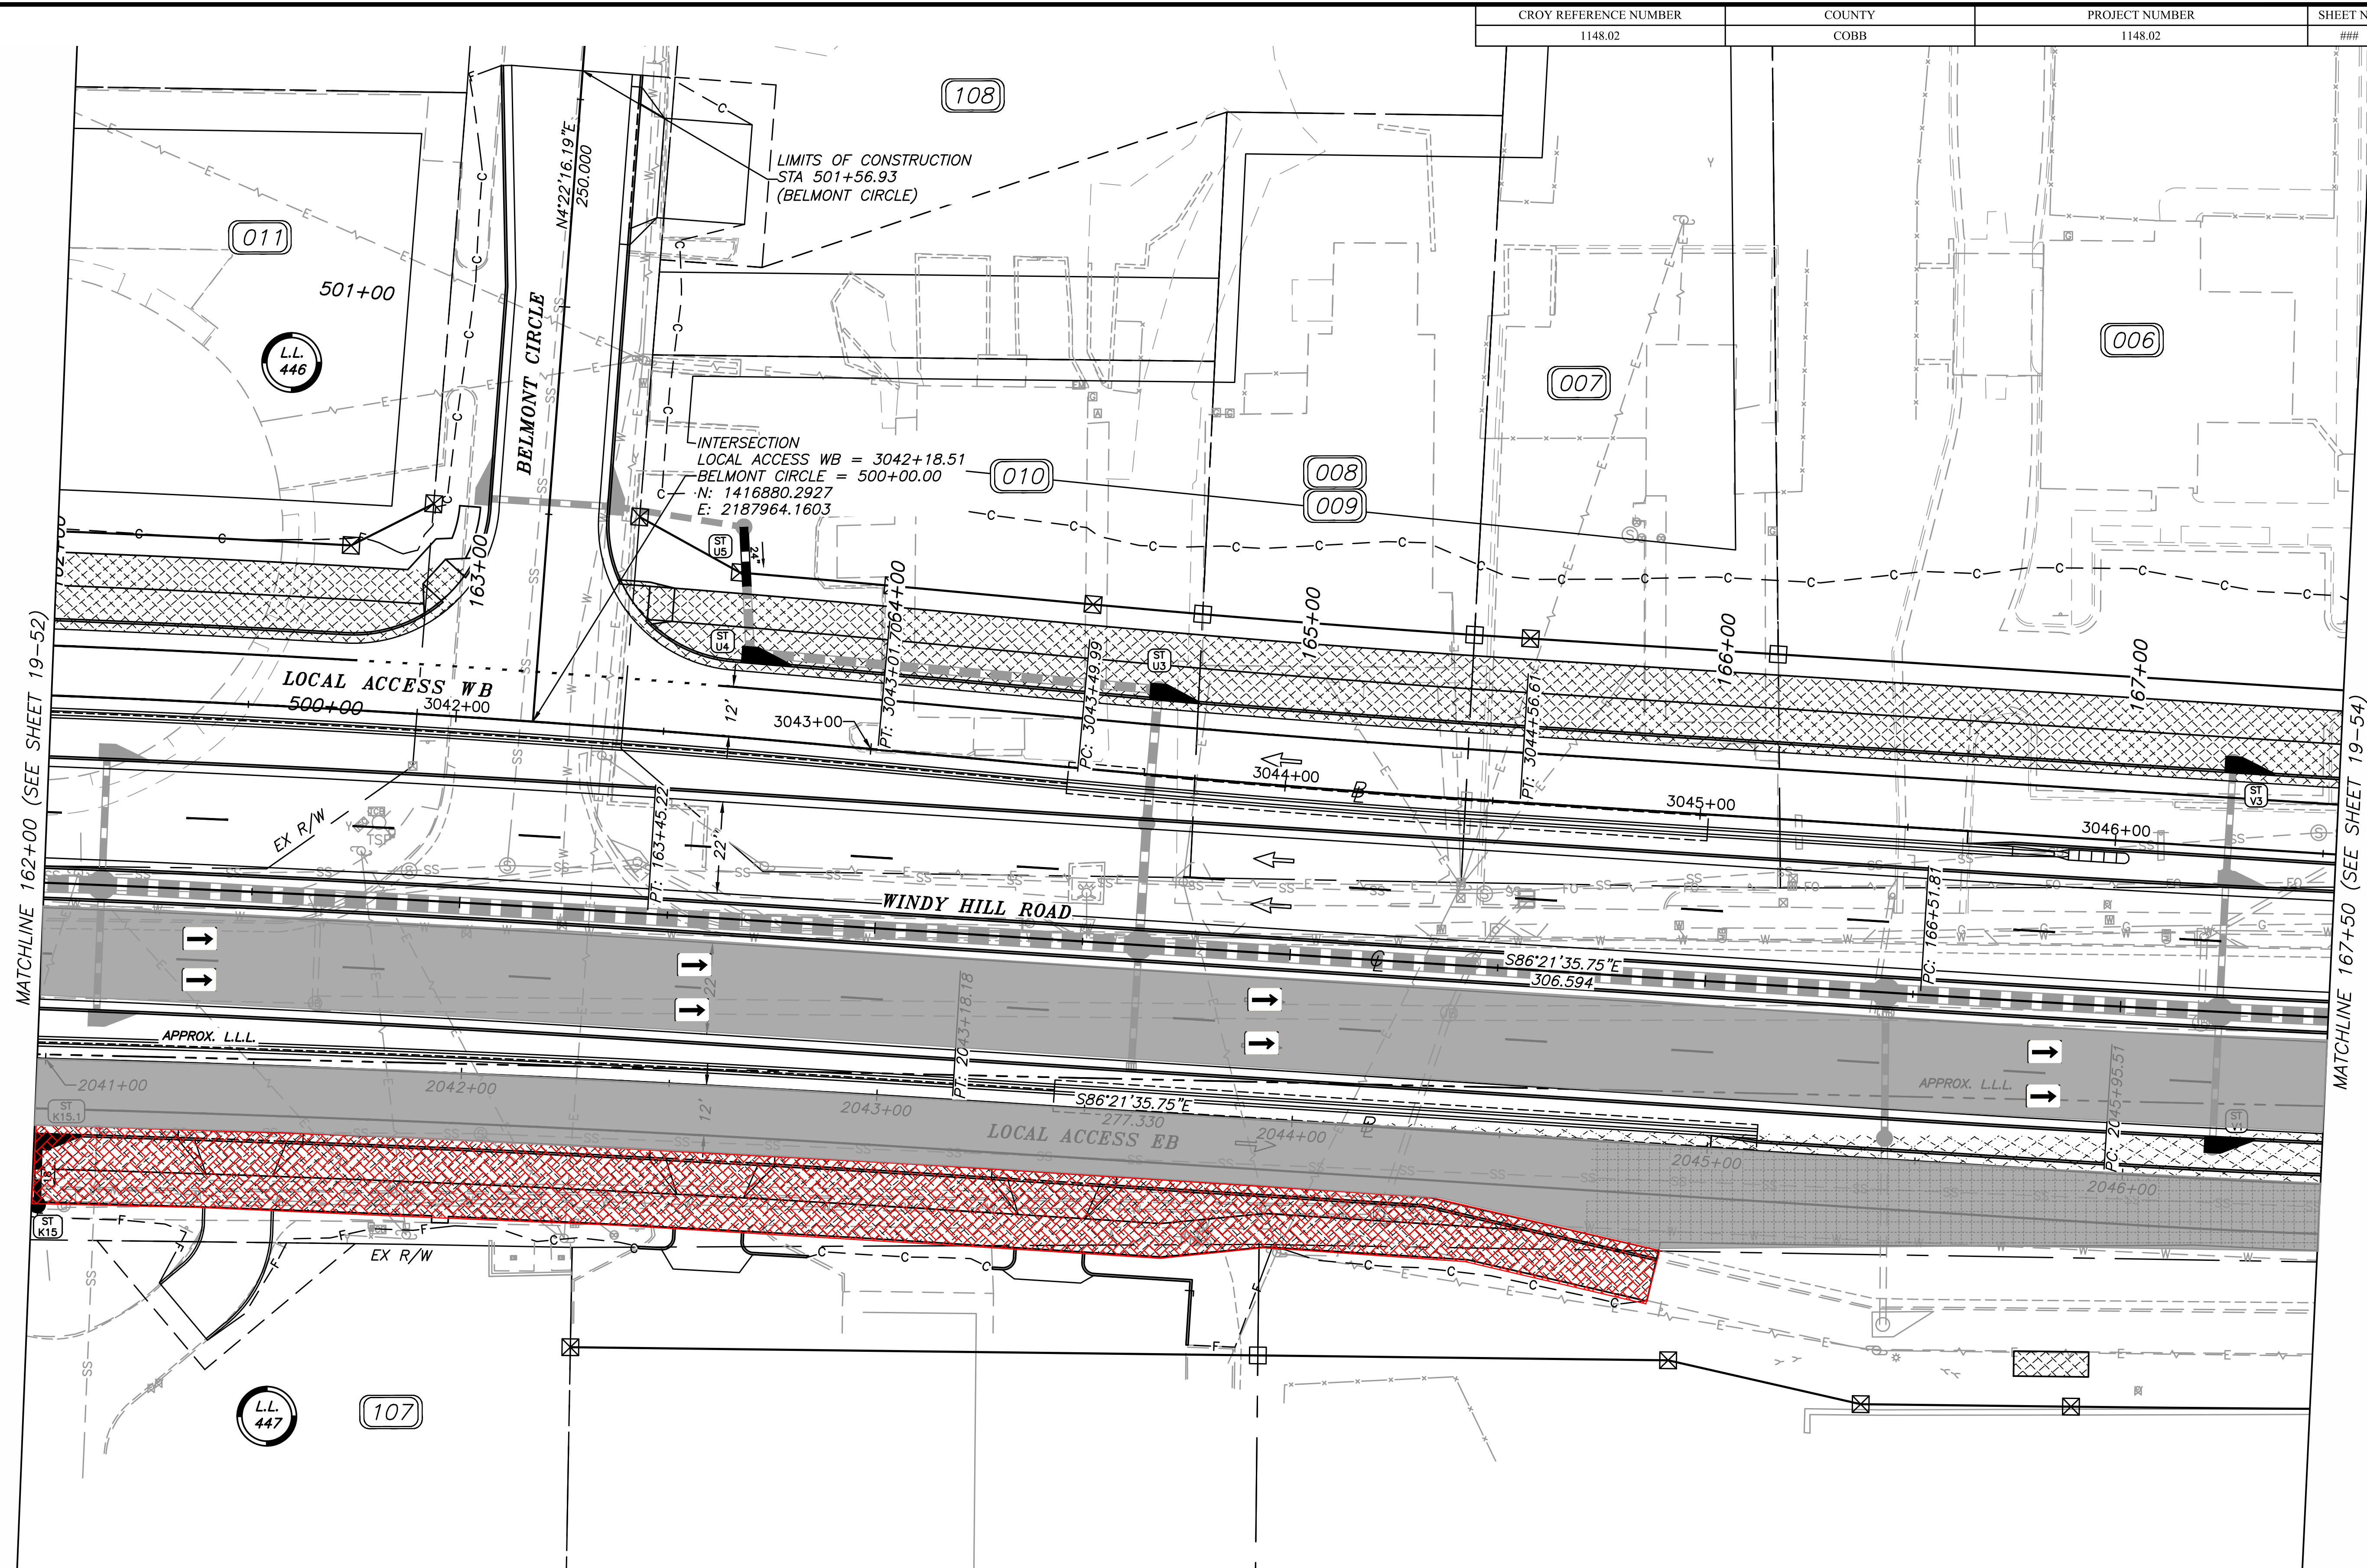 CROY REFERENCE NUMBER
COUNTY
PROJECT NUMBER
1148.02
COBB
1148.02
###
108
LIMITS OF CONSTRUCTION
STA 501+56.93
(BELMONT CIRCLE)
N4°22'16.19"E
250.000
011
501+00
L.L.
446
BELMONT CIRCLE
006
007
INTERSECTION
LOCAL ACCESS WB = 3042+18.51
BELMONT CIRCLE = 500+00.00
N: 1416880.2927
E: 2187964.1603
010
008
009
ST
U5
24"
163+00
ST
U4
ST
U3
165+00
166+00
167+00
PT: 3043+01.70
64+00
PC: 3043+49.99
PT: 3044+56.61
LOCAL ACCESS WB
500+00
3042+00
12'
3043+00
3044+00
3045+00
3046+00
ST
V3
MATCHLINE 162+00 (SEE SHEET 19-52)
MATCHLINE 167+50 (SEE SHEET 19-54)
EX R/W
TSP
PT: 163+45.22
22'
WINDY HILL ROAD
PC: 166+51.81
S86°21'35.75"E
306.594
22'
APPROX. L.L.L.
PT: 2043+18.18
PC: 2045+95.51
APPROX. L.L.L.
2041+00
2042+00
12'
2043+00
S86°21'35.75"E
277.330
2044+00
LOCAL ACCESS EB
2045+00
2046+00
ST
K15.1
ST
V1
ST
K15
EX R/W
L.L.
447
107